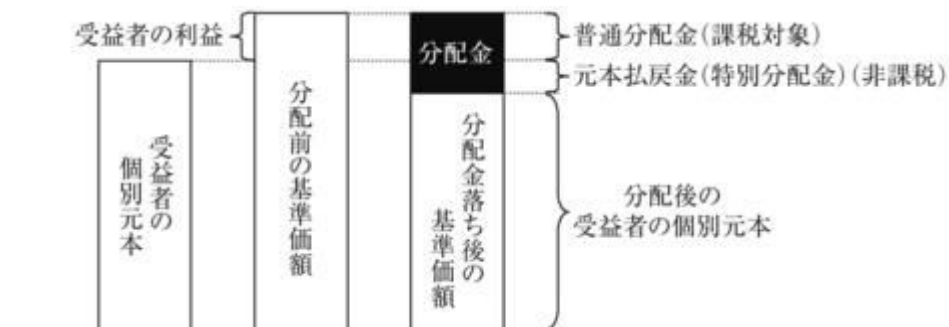 受益者の利益
分配金
普通分配金(課税対象)
元本払戻金(特別分配金)(非課税)
受益者の
個別元本
分配前の基準価額
分配金落ち後の
基準価額
分配後の
受益者の個別元本